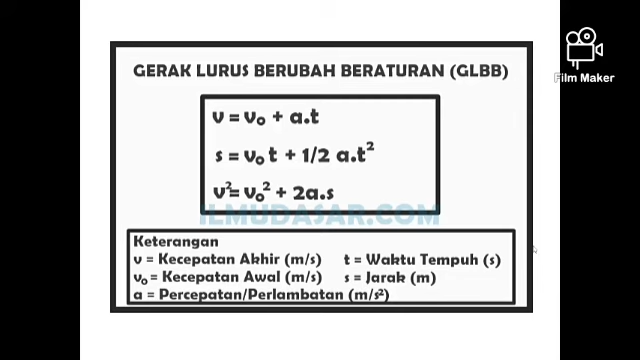 GERAK LURUS BERUBAH BERATURAN (GLBB)
v = v₀ + a.t
s = v₀ t + 1/2 a.t²
v²= v₀² + 2a.s
ILMUDASAR.COM
Keterangan
v = Kecepatan Akhir (m/s) t = Waktu Tempuh (s)
v₀ = Kecepatan Awal (m/s) s = Jarak (m)
a = Percepatan/Perlambatan (m/s²)
Film Maker